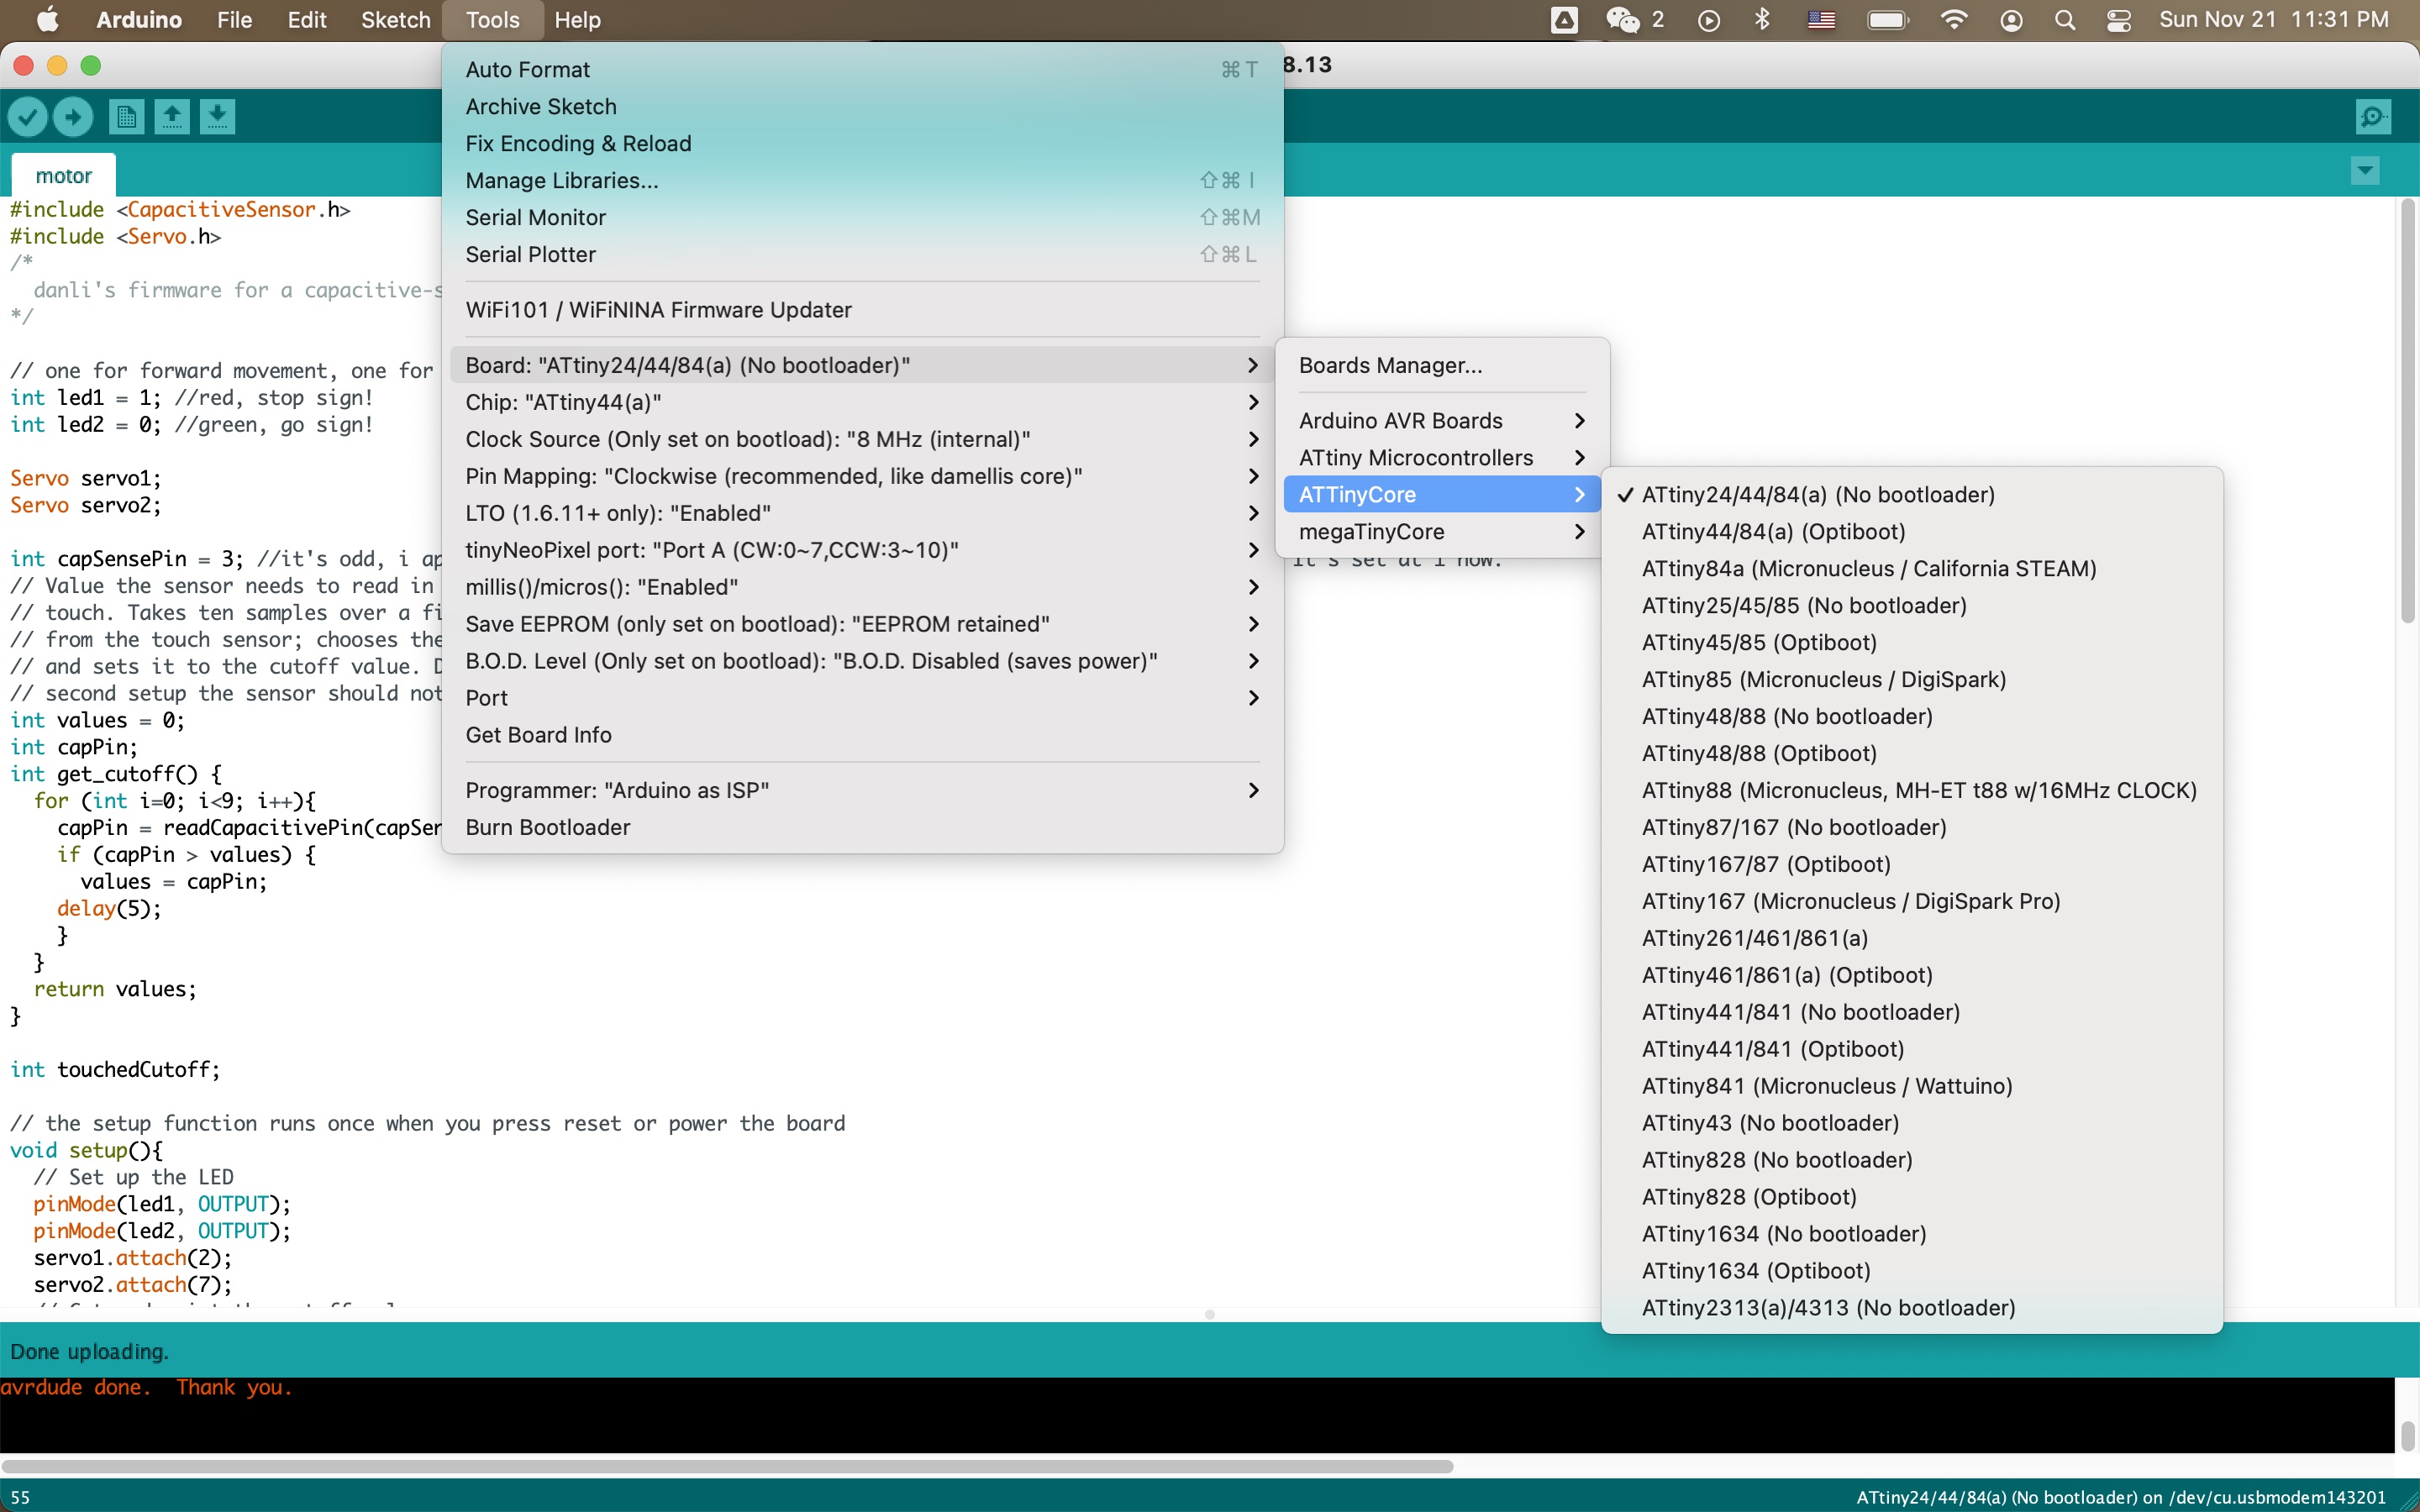 Arduino File Edit Sketch Tools Help 2 Sun Nov 21 11:31 PM
8.13
motor
Auto Format ⌘T
Archive Sketch
Fix Encoding & Reload
Manage Libraries... ⇧⌘I
Serial Monitor ⇧⌘M
Serial Plotter ⇧⌘L
WiFi101 / WiFiNINA Firmware Updater
Board: "ATtiny24/44/84(a) (No bootloader)"
Chip: "ATtiny44(a)"
Clock Source (Only set on bootload): "8 MHz (internal)"
Pin Mapping: "Clockwise (recommended, like damellis core)"
LTO (1.6.11+ only): "Enabled"
tinyNeoPixel port: "Port A (CW:0~7,CCW:3~10)"
millis()/micros(): "Enabled"
Save EEPROM (only set on bootload): "EEPROM retained"
B.O.D. Level (Only set on bootload): "B.O.D. Disabled (saves power)"
Port
Get Board Info
Programmer: "Arduino as ISP"
Burn Bootloader
Boards Manager...
Arduino AVR Boards
ATtiny Microcontrollers
ATTinyCore
megaTinyCore
✓ ATtiny24/44/84(a) (No bootloader)
ATtiny44/84(a) (Optiboot)
ATtiny84a (Micronucleus / California STEAM)
ATtiny25/45/85 (No bootloader)
ATtiny45/85 (Optiboot)
ATtiny85 (Micronucleus / DigiSpark)
ATtiny48/88 (No bootloader)
ATtiny48/88 (Optiboot)
ATtiny88 (Micronucleus, MH-ET t88 w/16MHz CLOCK)
ATtiny87/167 (No bootloader)
ATtiny167/87 (Optiboot)
ATtiny167 (Micronucleus / DigiSpark Pro)
ATtiny261/461/861(a)
ATtiny461/861(a) (Optiboot)
ATtiny441/841 (No bootloader)
ATtiny441/841 (Optiboot)
ATtiny841 (Micronucleus / Wattuino)
ATtiny43 (No bootloader)
ATtiny828 (No bootloader)
ATtiny828 (Optiboot)
ATtiny1634 (No bootloader)
ATtiny1634 (Optiboot)
ATtiny2313(a)/4313 (No bootloader)
#include <CapacitiveSensor.h>
#include <Servo.h>
/*
danli's firmware for a capacitive-s
*/
// one for forward movement, one for
int led1 = 1; //red, stop sign!
int led2 = 0; //green, go sign!
Servo servo1;
Servo servo2;
int capSensePin = 3; //it's odd, i ap it's set at 1 now.
// Value the sensor needs to read in
// touch. Takes ten samples over a fi
// from the touch sensor; chooses the
// and sets it to the cutoff value. D
// second setup the sensor should not
int values = 0;
int capPin;
int get_cutoff() {
for (int i=0; i<9; i++){
capPin = readCapacitivePin(capSer
if (capPin > values) {
values = capPin;
delay(5);
}
}
return values;
}
int touchedCutoff;
// the setup function runs once when you press reset or power the board
void setup(){
// Set up the LED
pinMode(led1, OUTPUT);
pinMode(led2, OUTPUT);
servo1.attach(2);
servo2.attach(7);
Done uploading.
avrdude done.  Thank you.
55 ATtiny24/44/84(a) (No bootloader) on /dev/cu.usbmodem143201